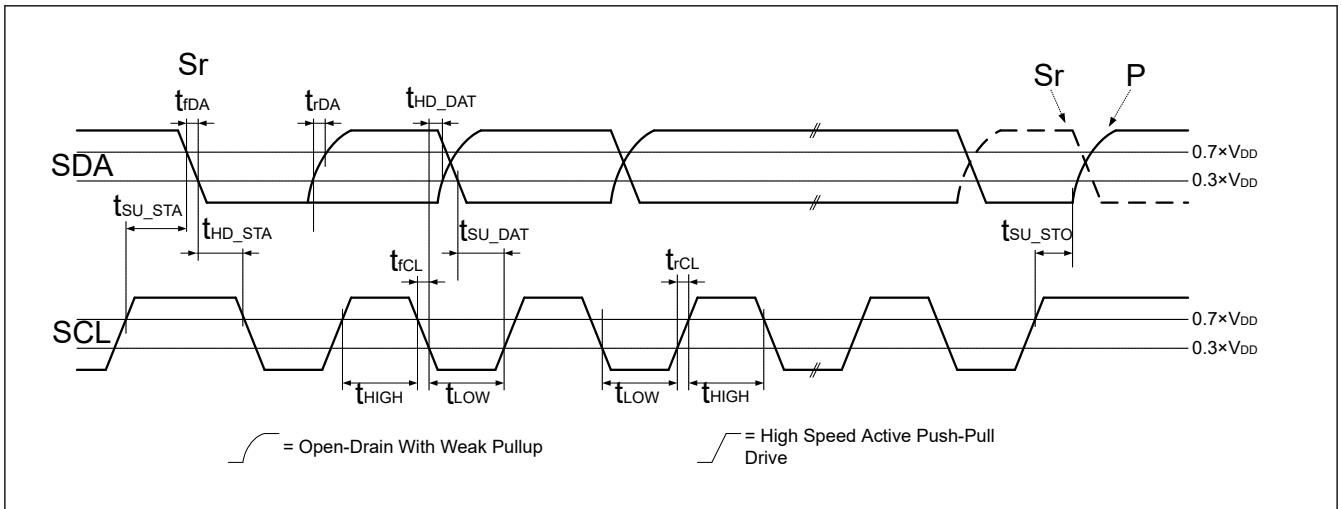 Sr
Sr P
tfDA trDA tHD_DAT
SDA
0.7×VDD
0.3×VDD
tSU_STA
tHD_STA
tSU_DAT
tSU_STO
tfCL trCL
SCL
0.7×VDD
0.3×VDD
tHIGH tLOW tLOW tHIGH
= Open-Drain With Weak Pullup
= High Speed Active Push-Pull
Drive